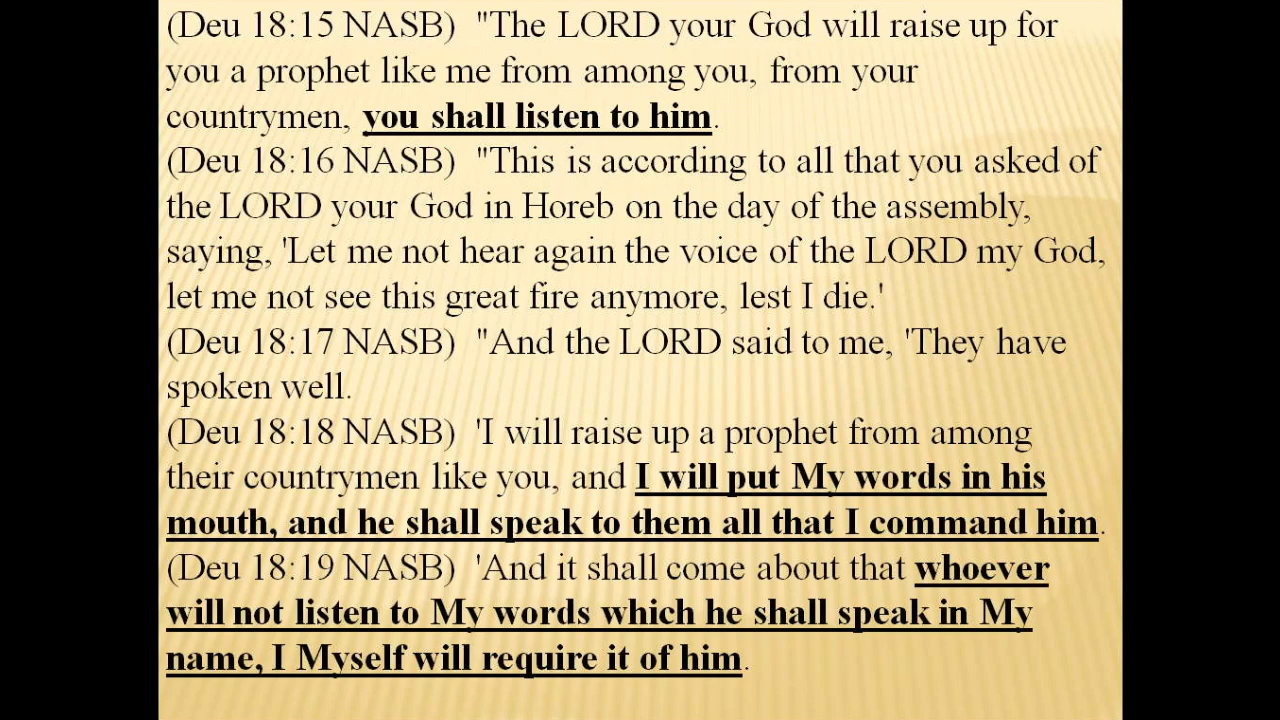 (Deu 18:15 NASB)  "The LORD your God will raise up for
you a prophet like me from among you, from your
countrymen, you shall listen to him.
(Deu 18:16 NASB)  "This is according to all that you asked of
the LORD your God in Horeb on the day of the assembly,
saying, 'Let me not hear again the voice of the LORD my God,
let me not see this great fire anymore, lest I die.'
(Deu 18:17 NASB)  "And the LORD said to me, 'They have
spoken well.
(Deu 18:18 NASB)  'I will raise up a prophet from among
their countrymen like you, and I will put My words in his
mouth, and he shall speak to them all that I command him.
(Deu 18:19 NASB)  'And it shall come about that whoever
will not listen to My words which he shall speak in My
name, I Myself will require it of him.